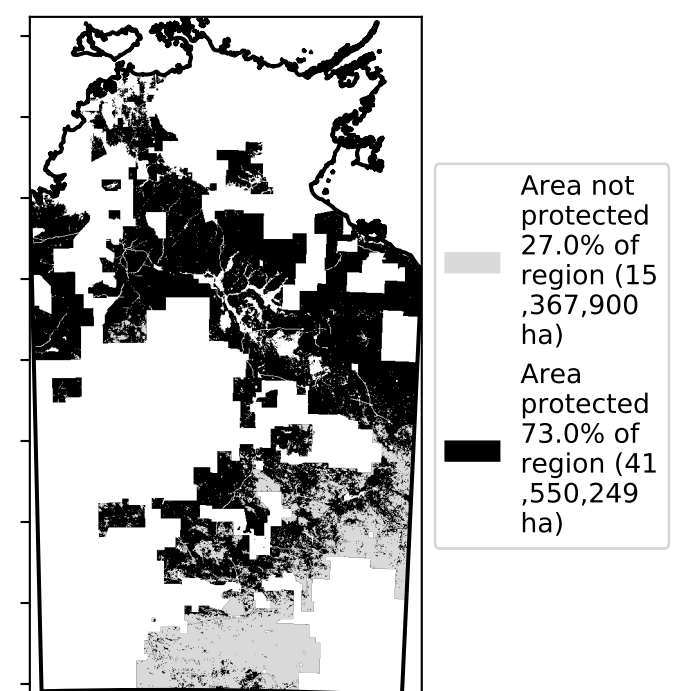 Area not
protected
27.0% of
region (15
,367,900
ha)
Area
protected
73.0% of
region (41
,550,249
ha)